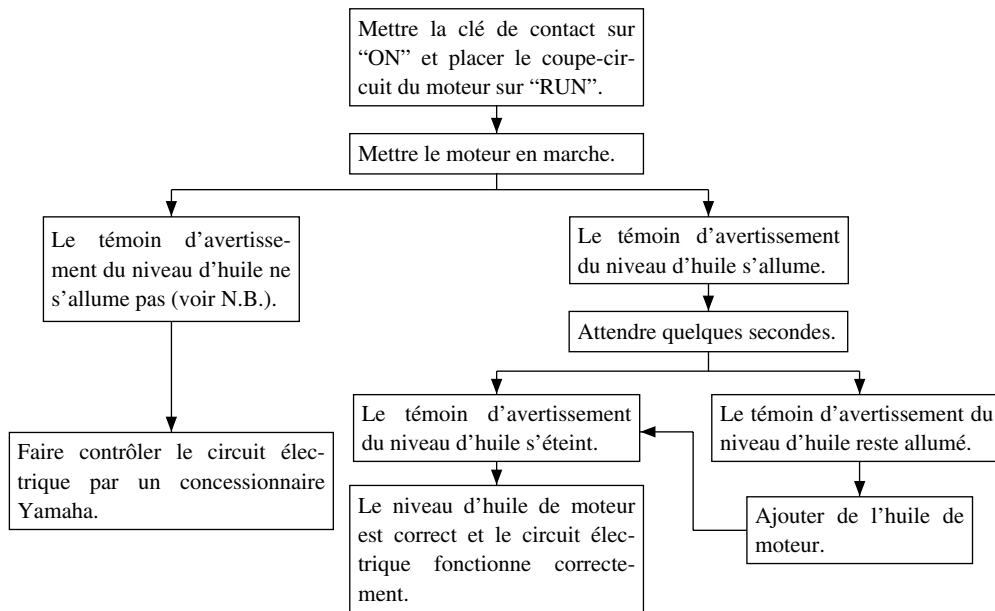 Mettre la clé de contact sur
“ON” et placer le coupe-cir-
cuit du moteur sur “RUN”.
Mettre le moteur en marche.
Le témoin d’avertisse-
ment du niveau d’huile ne
s’allume pas (voir N.B.).
Le témoin d’avertissement
du niveau d’huile s’allume.
Attendre quelques secondes.
Le témoin d’avertissement
du niveau d’huile s’éteint.
Le témoin d’avertissement du
niveau d’huile reste allumé.
Faire contrôler le circuit élec-
trique par un concessionnaire
Yamaha.
Le niveau d’huile de moteur
est correct et le circuit élec-
trique fonctionne correcte-
ment.
Ajouter de l’huile de
moteur.